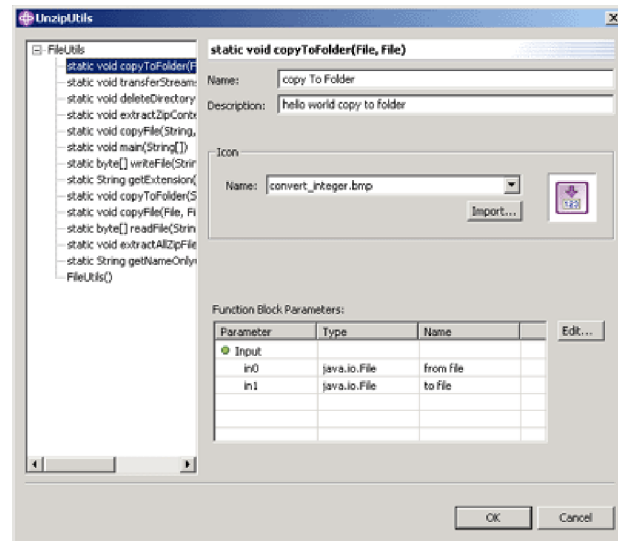 UnzipUtils
FileUtils
static void copyToFolder(F
static void transferStream:
static void deleteDirectory
static void extractZipConte
static void copyFile(String,
static void main(String[])
static byte[] writeFile(Strin
static String getExtension(
static void copyToFolder(S
static void copyFile(File, Fi
static byte[] readFile(Strin
static void extractAllZipFile
static String getNameOnly
FileUtils()
static void copyToFolder(File, File)
Name: copy To Folder
Description: hello world copy to folder
Icon
Name: convert_integer.bmp
Import...
123
Function Block Parameters:
Parameter Type Name
Input
in0 java.io.File from file
in1 java.io.File to file
Edit...
OK Cancel